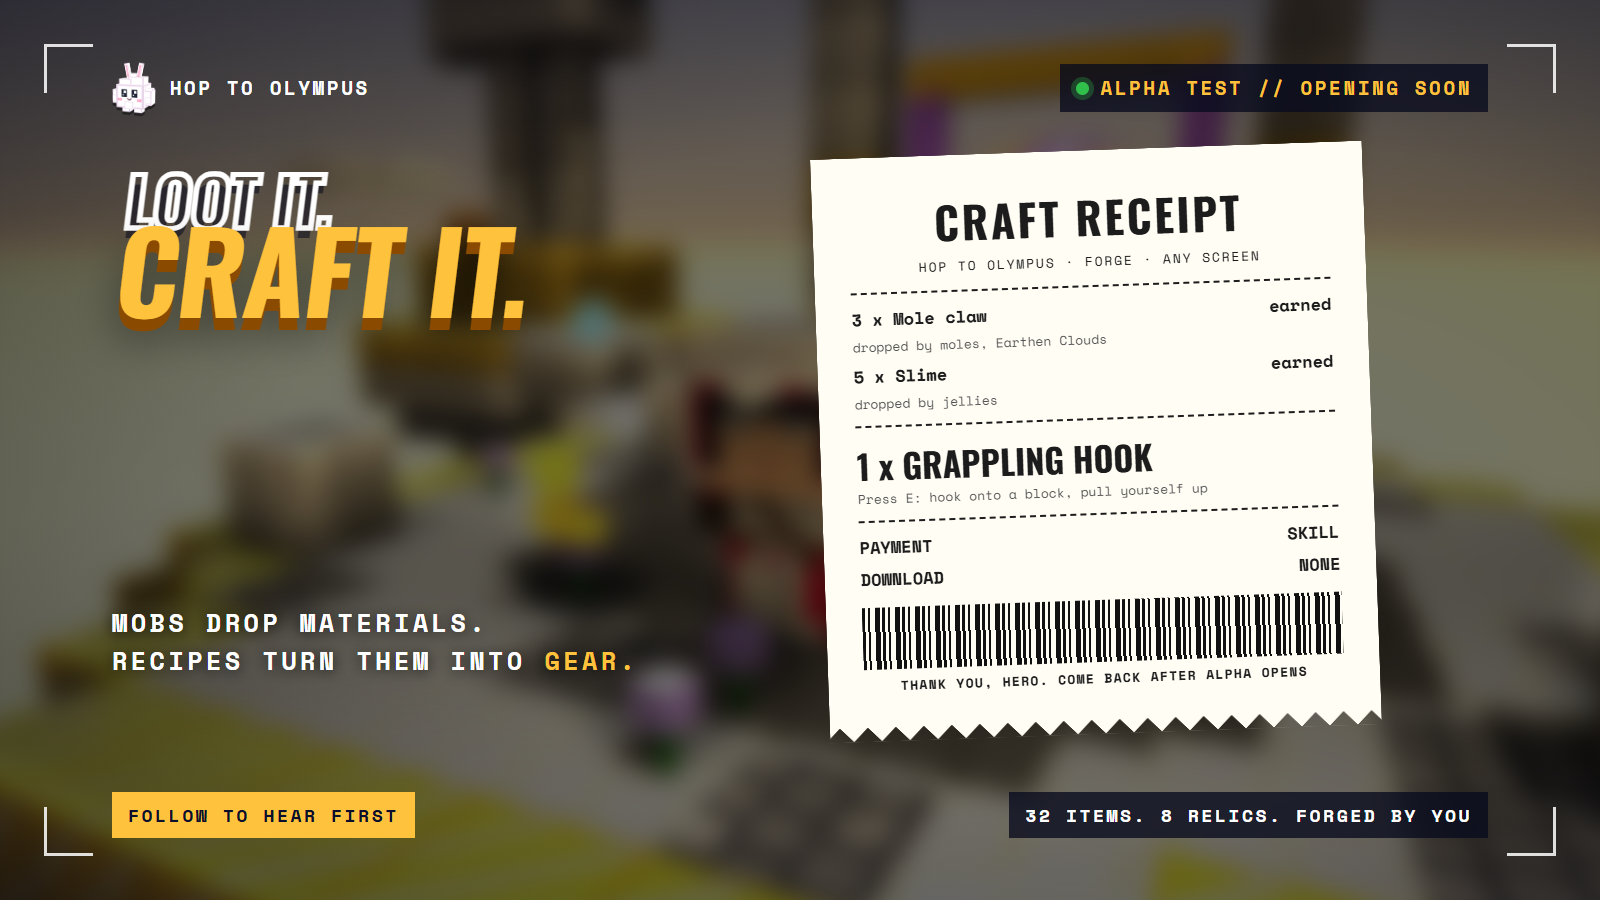 HOP TO OLYMPUS
ALPHA TEST // OPENING SOON
LOOT IT.
CRAFT IT.
MOBS DROP MATERIALS.
RECIPES TURN THEM INTO GEAR.
CRAFT RECEIPT
HOP TO OLYMPUS · FORGE · ANY SCREEN
3 x Mole claw earned
dropped by moles, Earthen Clouds
5 x Slime earned
dropped by jellies
1 x GRAPPLING HOOK
Press E: hook onto a block, pull yourself up
PAYMENT SKILL
DOWNLOAD NONE
THANK YOU, HERO. COME BACK AFTER ALPHA OPENS
FOLLOW TO HEAR FIRST
32 ITEMS. 8 RELICS. FORGED BY YOU